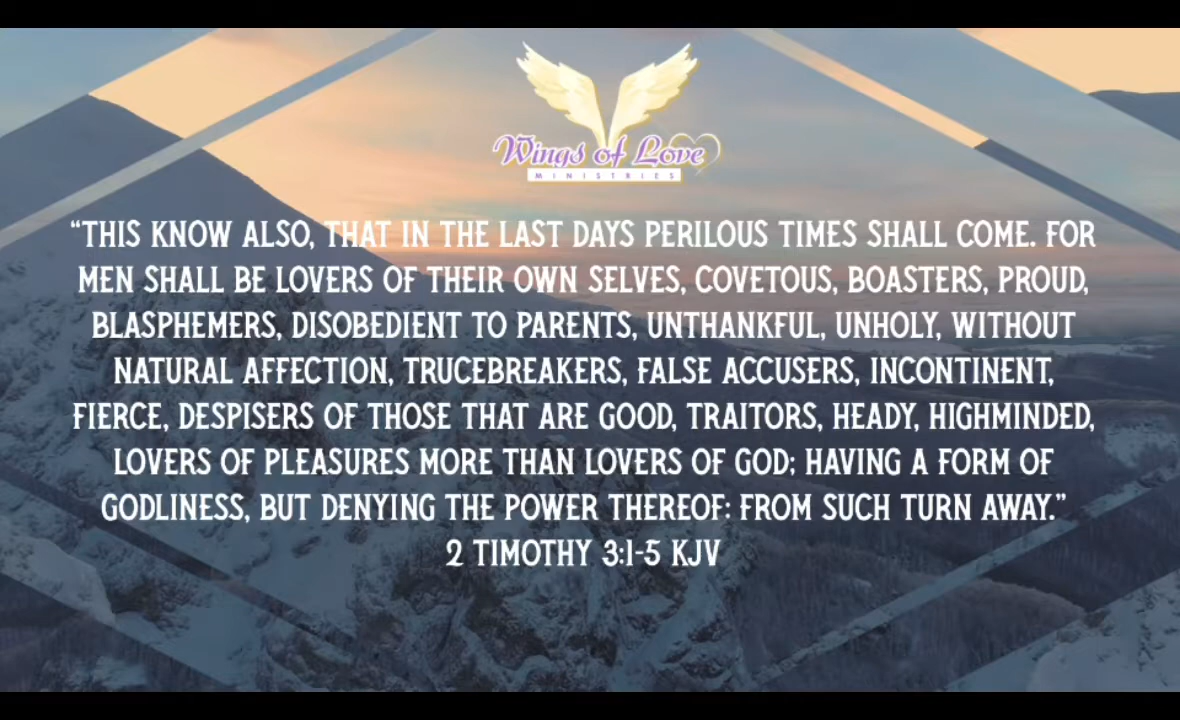 Wings of Love
MINISTRIES
“THIS KNOW ALSO, THAT IN THE LAST DAYS PERILOUS TIMES SHALL COME. FOR
MEN SHALL BE LOVERS OF THEIR OWN SELVES, COVETOUS, BOASTERS, PROUD,
BLASPHEMERS, DISOBEDIENT TO PARENTS, UNTHANKFUL, UNHOLY, WITHOUT
NATURAL AFFECTION, TRUCEBREAKERS, FALSE ACCUSERS, INCONTINENT,
FIERCE, DESPISERS OF THOSE THAT ARE GOOD, TRAITORS, HEADY, HIGHMINDED,
LOVERS OF PLEASURES MORE THAN LOVERS OF GOD; HAVING A FORM OF
GODLINESS, BUT DENYING THE POWER THEREOF: FROM SUCH TURN AWAY.”
2 TIMOTHY 3:1-5 KJV